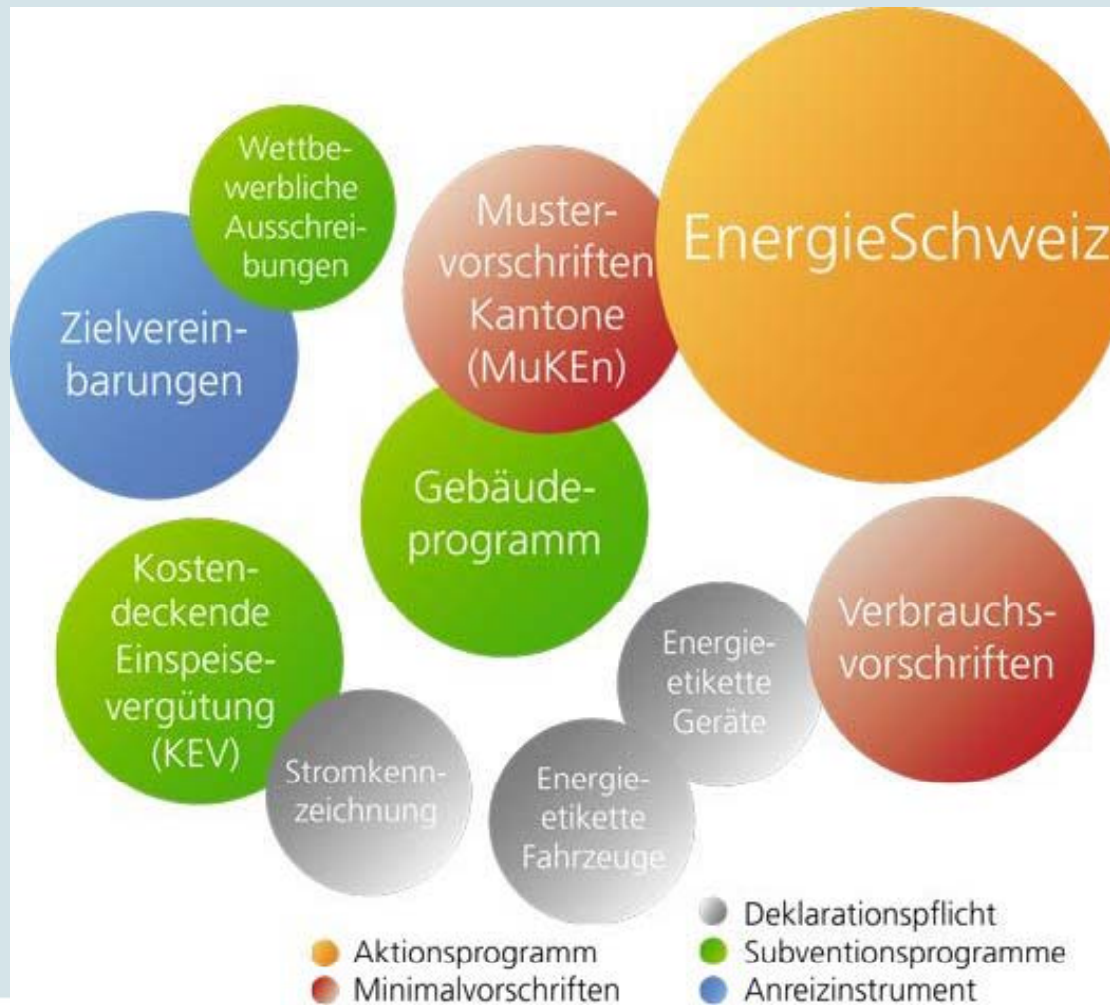 Wettbe-
werbliche
Ausschrei-
bungen
Muster-
vorschriften
Kantone
(MuKEn)
EnergieSchweiz
Zielverein-
barungen
Gebäude-
programm
Kosten-
deckende
Einspeise-
vergütung
(KEV)
Verbrauchs-
vorschriften
Energie-
etikette
Geräte
Stromkenn-
zeichnung
Energie-
etikette
Fahrzeuge
Deklarationspflicht
Aktionsprogramm
Subventionsprogramme
Minimalvorschriften
Anreizinstrument